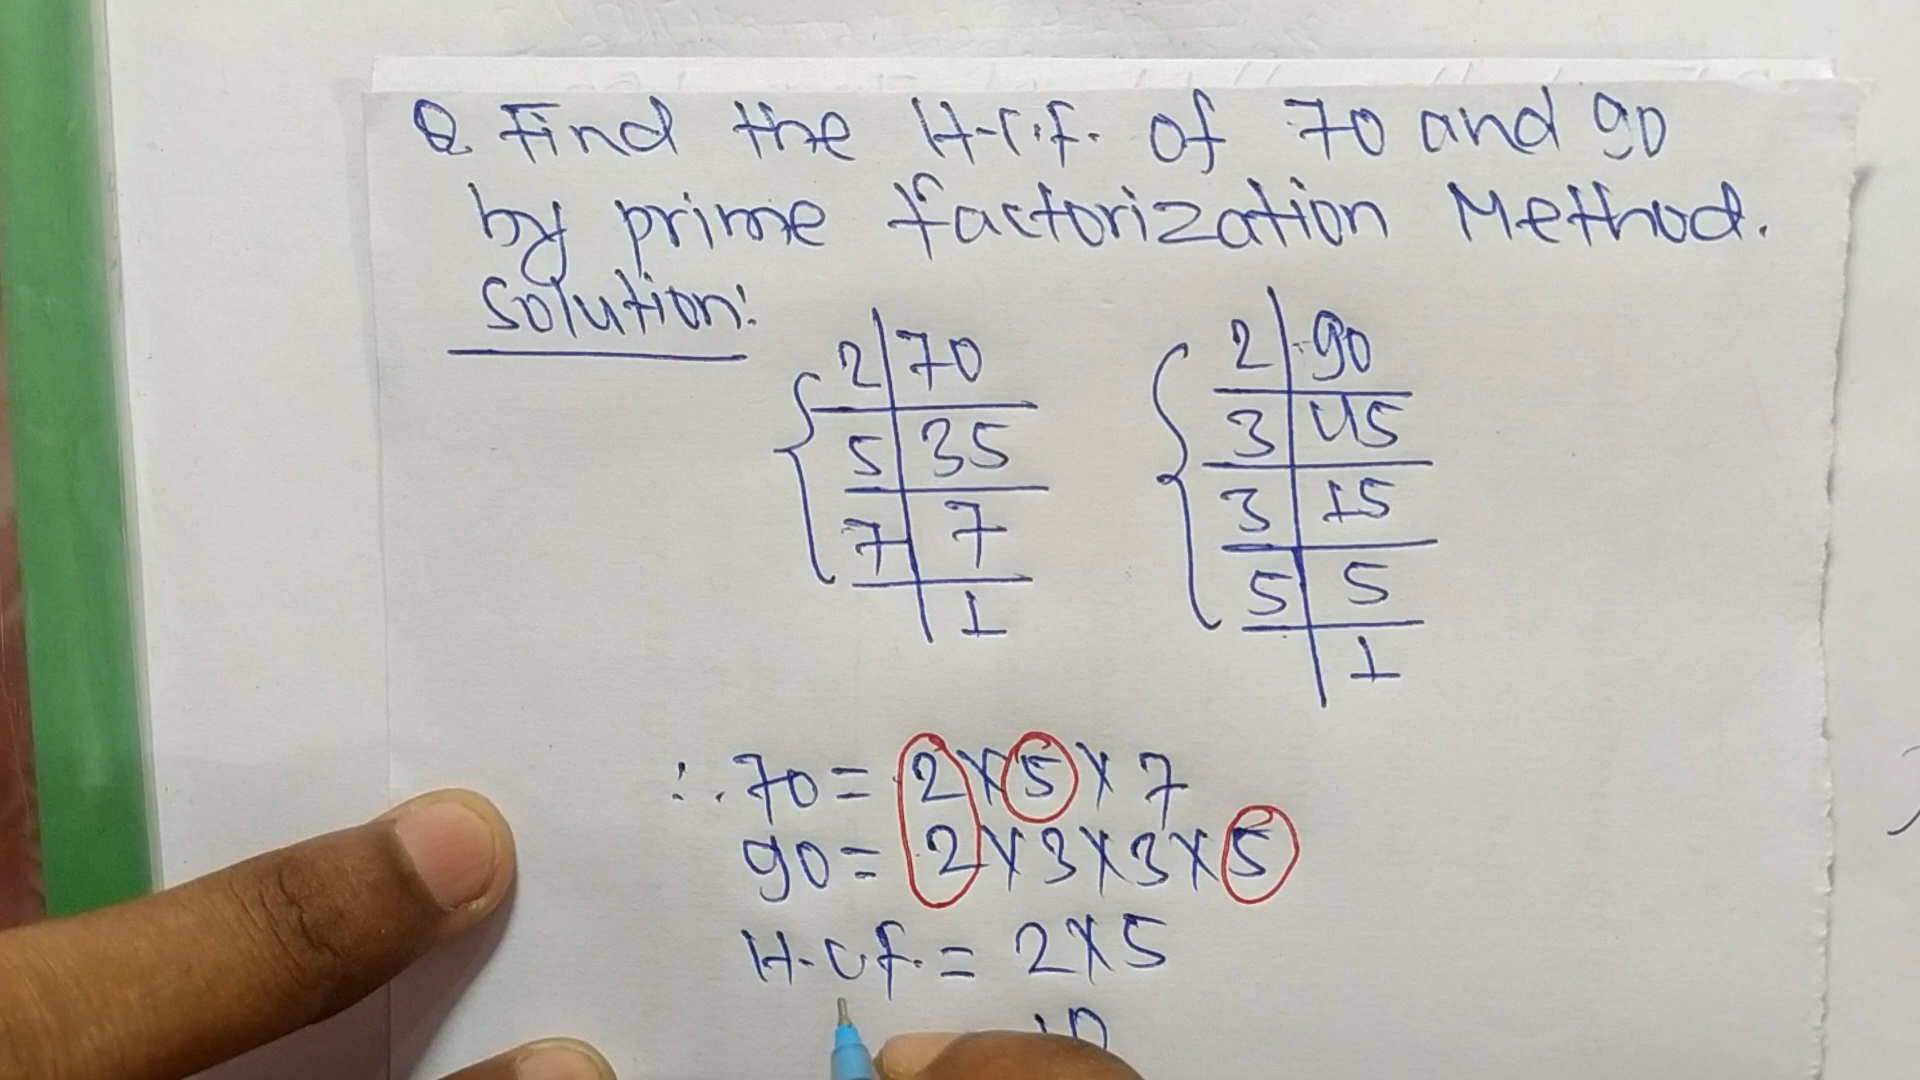 Q. Find the H.C.F. of 70 and 90
by prime factorization Method.
Solution:
2 | 70
5 | 35
7 | 7
1
2 | 90
3 | 45
3 | 15
5 | 5
1
∴ 70 = 2 × 5 × 7
90 = 2 × 3 × 3 × 5
H.C.F. = 2 × 5
10